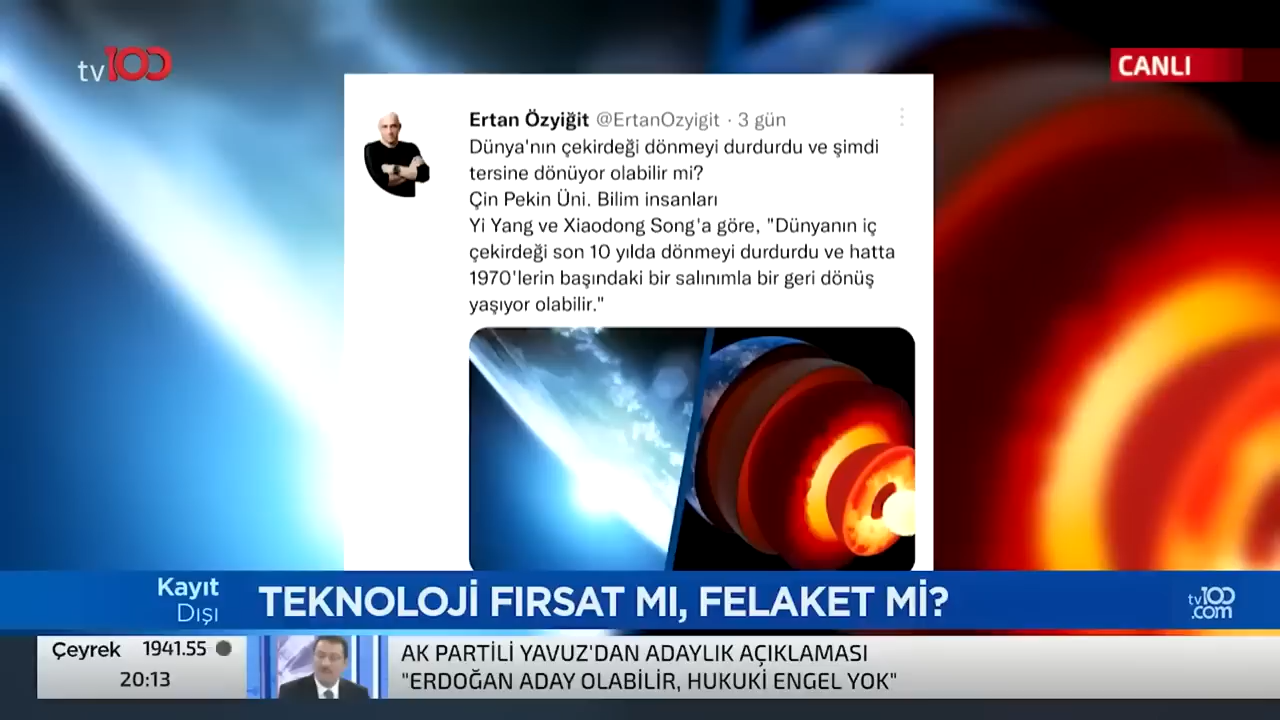 tv100
CANLI
Ertan Özyiğit @ErtanOzyigit · 3 gün
Dünya'nın çekirdeği dönmeyi durdurdu ve şimdi
tersine dönüyor olabilir mi?
Çin Pekin Üni. Bilim insanları
Yi Yang ve Xiaodong Song'a göre, "Dünyanın iç
çekirdeği son 10 yılda dönmeyi durdurdu ve hatta
1970'lerin başındaki bir salınımla bir geri dönüş
yaşıyor olabilir."
Kayıt
Dışı
TEKNOLOJİ FIRSAT MI, FELAKET Mİ?
tv100
.com
Çeyrek 1941.55
20:13
AK PARTİLİ YAVUZ'DAN ADAYLIK AÇIKLAMASI
"ERDOĞAN ADAY OLABİLİR, HUKUKİ ENGEL YOK"